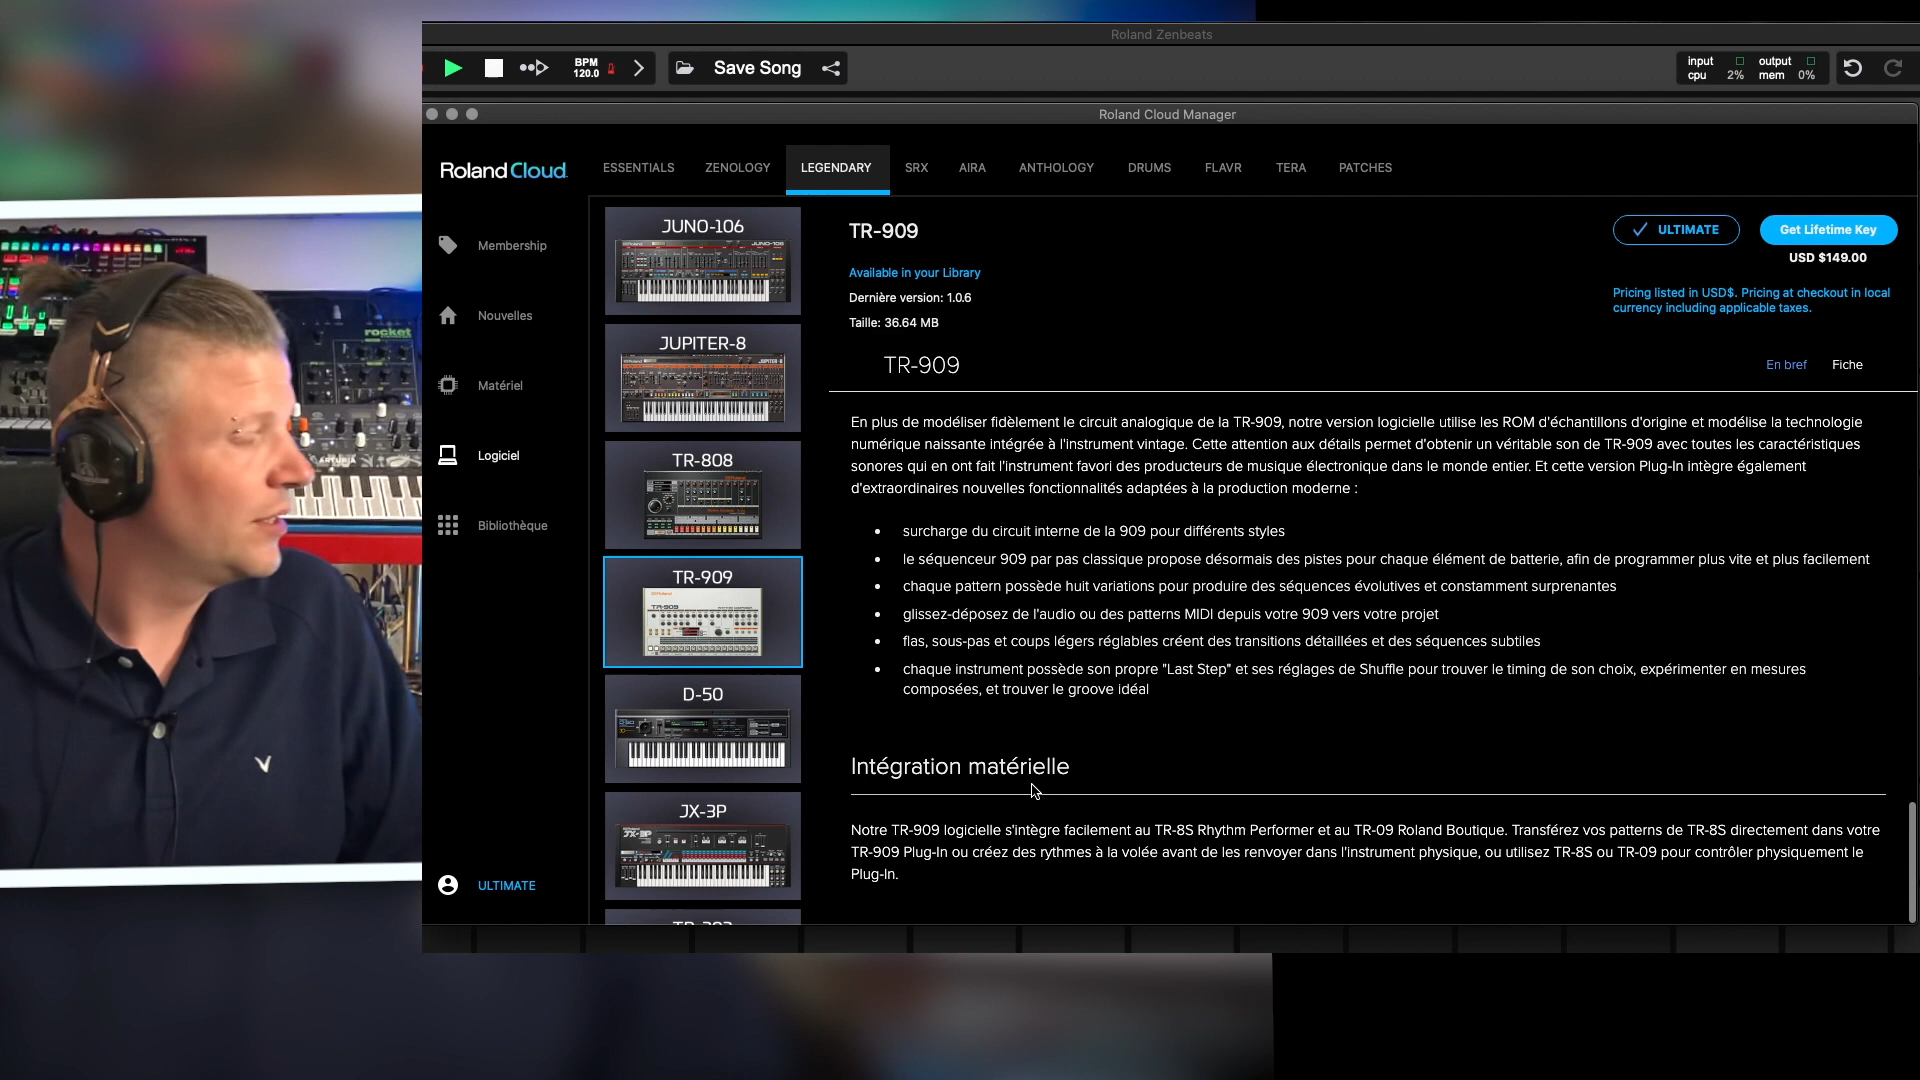 Roland Zenbeats
BPM
120.0
Save Song
input
output
cpu 2% mem 0%
Roland Cloud Manager
Roland Cloud
ESSENTIALS ZENOLOGY LEGENDARY SRX AIRA ANTHOLOGY DRUMS FLAVR TERA PATCHES
Membership
Nouvelles
Matériel
Logiciel
Bibliothèque
ULTIMATE
JUNO-106
JUPITER-8
TR-808
TR-909
D-50
JX-3P
TR-909
ULTIMATE
Get Lifetime Key
USD $149.00
Available in your Library
Dernière version: 1.0.6
Taille: 36.64 MB
Pricing listed in USD$. Pricing at checkout in local
currency including applicable taxes.
TR-909
En bref Fiche
En plus de modéliser fidèlement le circuit analogique de la TR-909, notre version logicielle utilise les ROM d'échantillons d'origine et modélise la technologie
numérique naissante intégrée à l'instrument vintage. Cette attention aux détails permet d'obtenir un véritable son de TR-909 avec toutes les caractéristiques
sonores qui en ont fait l'instrument favori des producteurs de musique électronique dans le monde entier. Et cette version Plug-In intègre également
d'extraordinaires nouvelles fonctionnalités adaptées à la production moderne :
• surcharge du circuit interne de la 909 pour différents styles
• le séquenceur 909 par pas classique propose désormais des pistes pour chaque élément de batterie, afin de programmer plus vite et plus facilement
• chaque pattern possède huit variations pour produire des séquences évolutives et constamment surprenantes
• glissez-déposez de l'audio ou des patterns MIDI depuis votre 909 vers votre projet
• flas, sous-pas et coups légers réglables créent des transitions détaillées et des séquences subtiles
• chaque instrument possède son propre "Last Step" et ses réglages de Shuffle pour trouver le timing de son choix, expérimenter en mesures
composées, et trouver le groove idéal
Intégration matérielle
Notre TR-909 logicielle s'intègre facilement au TR-8S Rhythm Performer et au TR-09 Roland Boutique. Transférez vos patterns de TR-8S directement dans votre
TR-909 Plug-In ou créez des rythmes à la volée avant de les renvoyer dans l'instrument physique, ou utilisez TR-8S ou TR-09 pour contrôler physiquement le
Plug-In.
rocket
ARTURIA